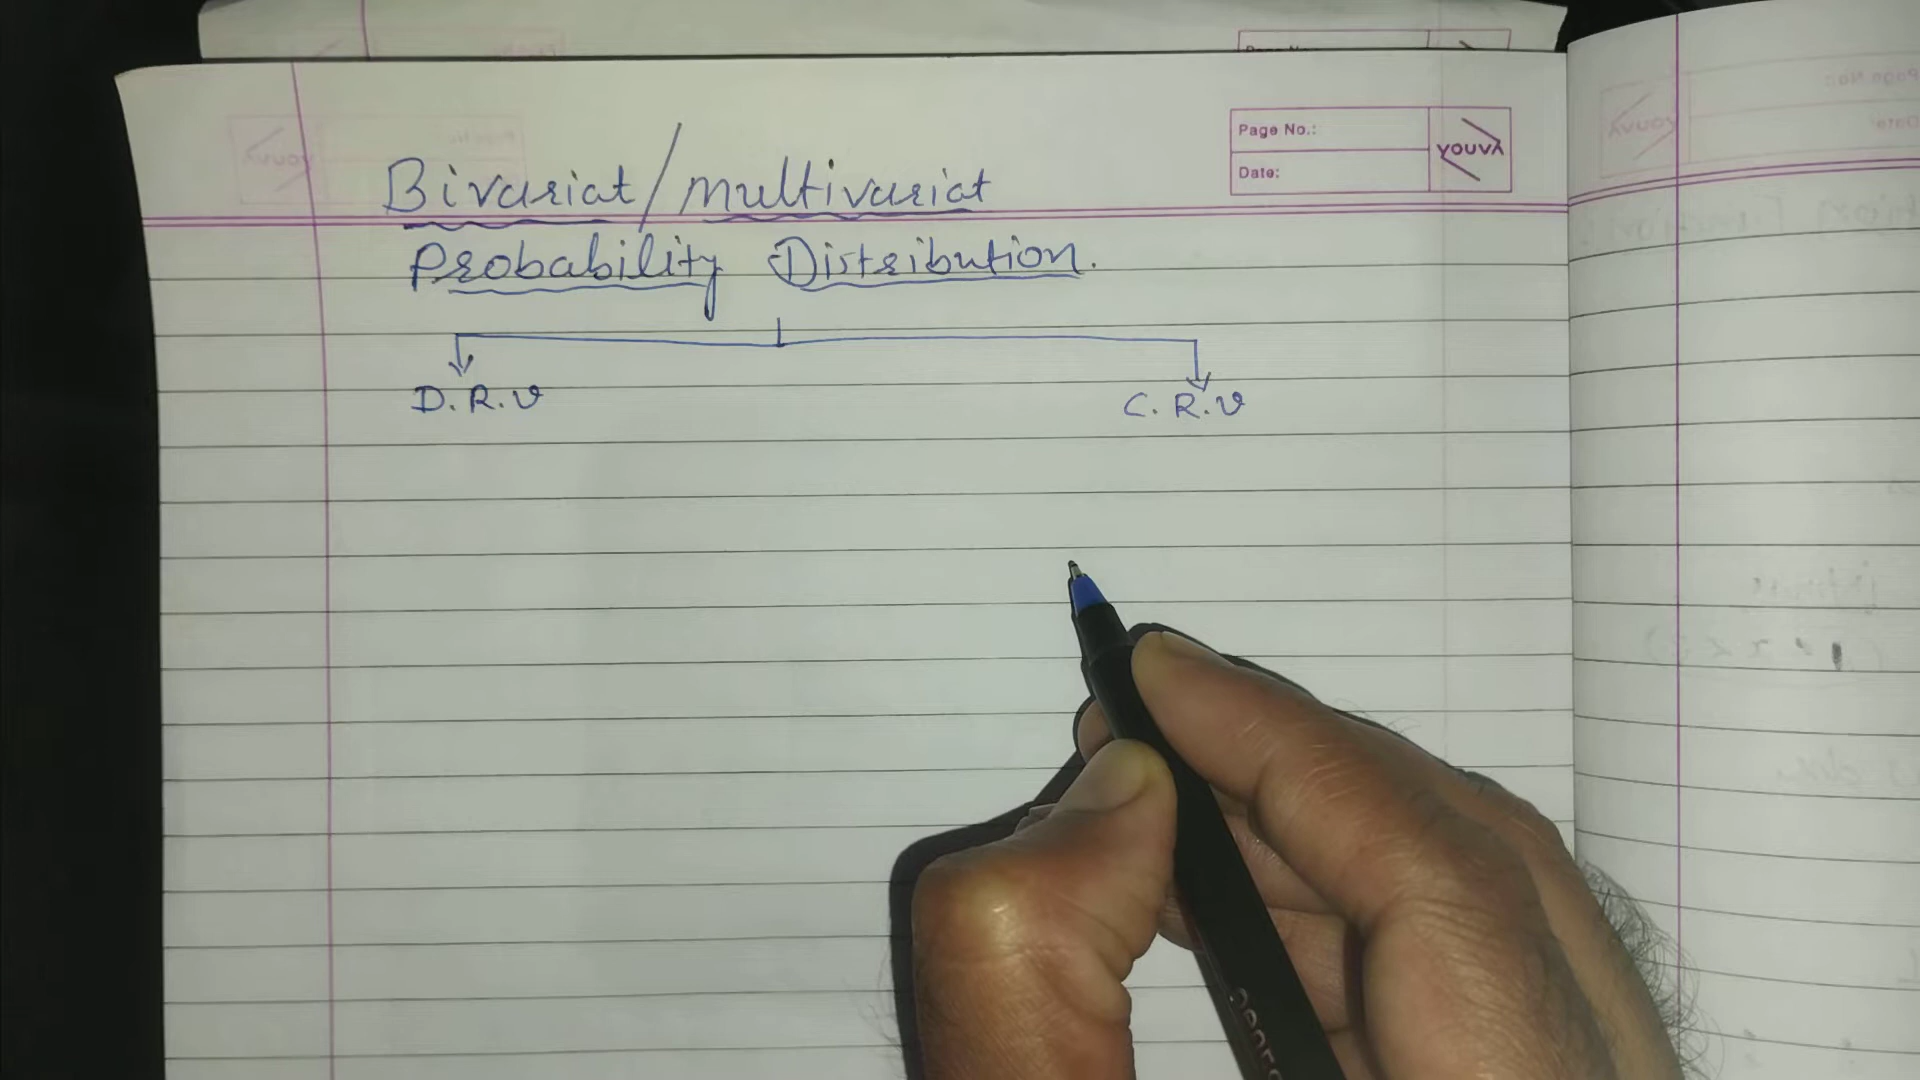 Page No.:
Date:
youva
Bivariat/multivariat
Probability Distribution.
D.R.v
C.R.v